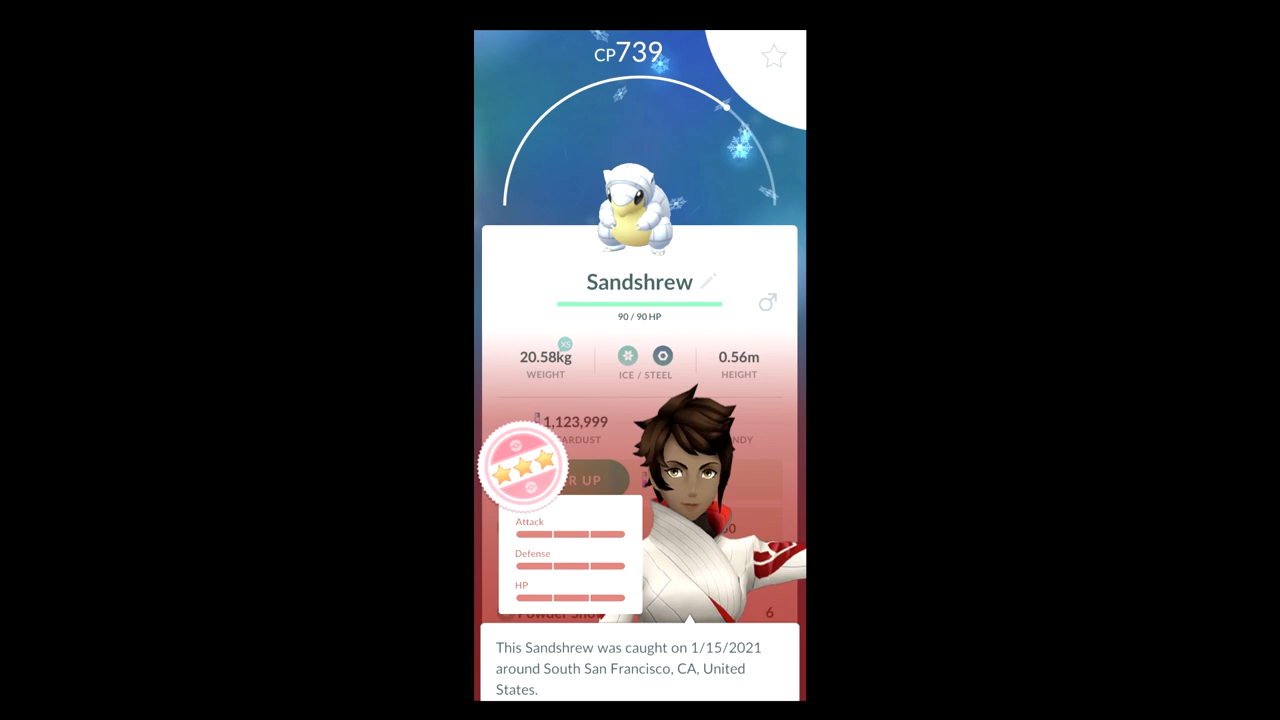 CP739
Sandshrew
90 / 90 HP
XS
20.58kg
WEIGHT
ICE / STEEL
0.56m
HEIGHT
1,123,999
Attack
Defense
HP
6
This Sandshrew was caught on 1/15/2021
around South San Francisco, CA, United
States.